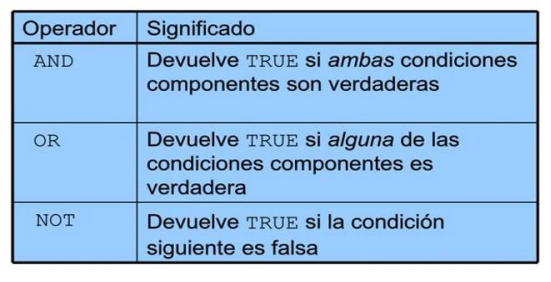 Operador Significado
AND Devuelve TRUE si ambas condiciones
componentes son verdaderas
OR Devuelve TRUE si alguna de las
condiciones componentes es
verdadera
NOT Devuelve TRUE si la condición
siguiente es falsa